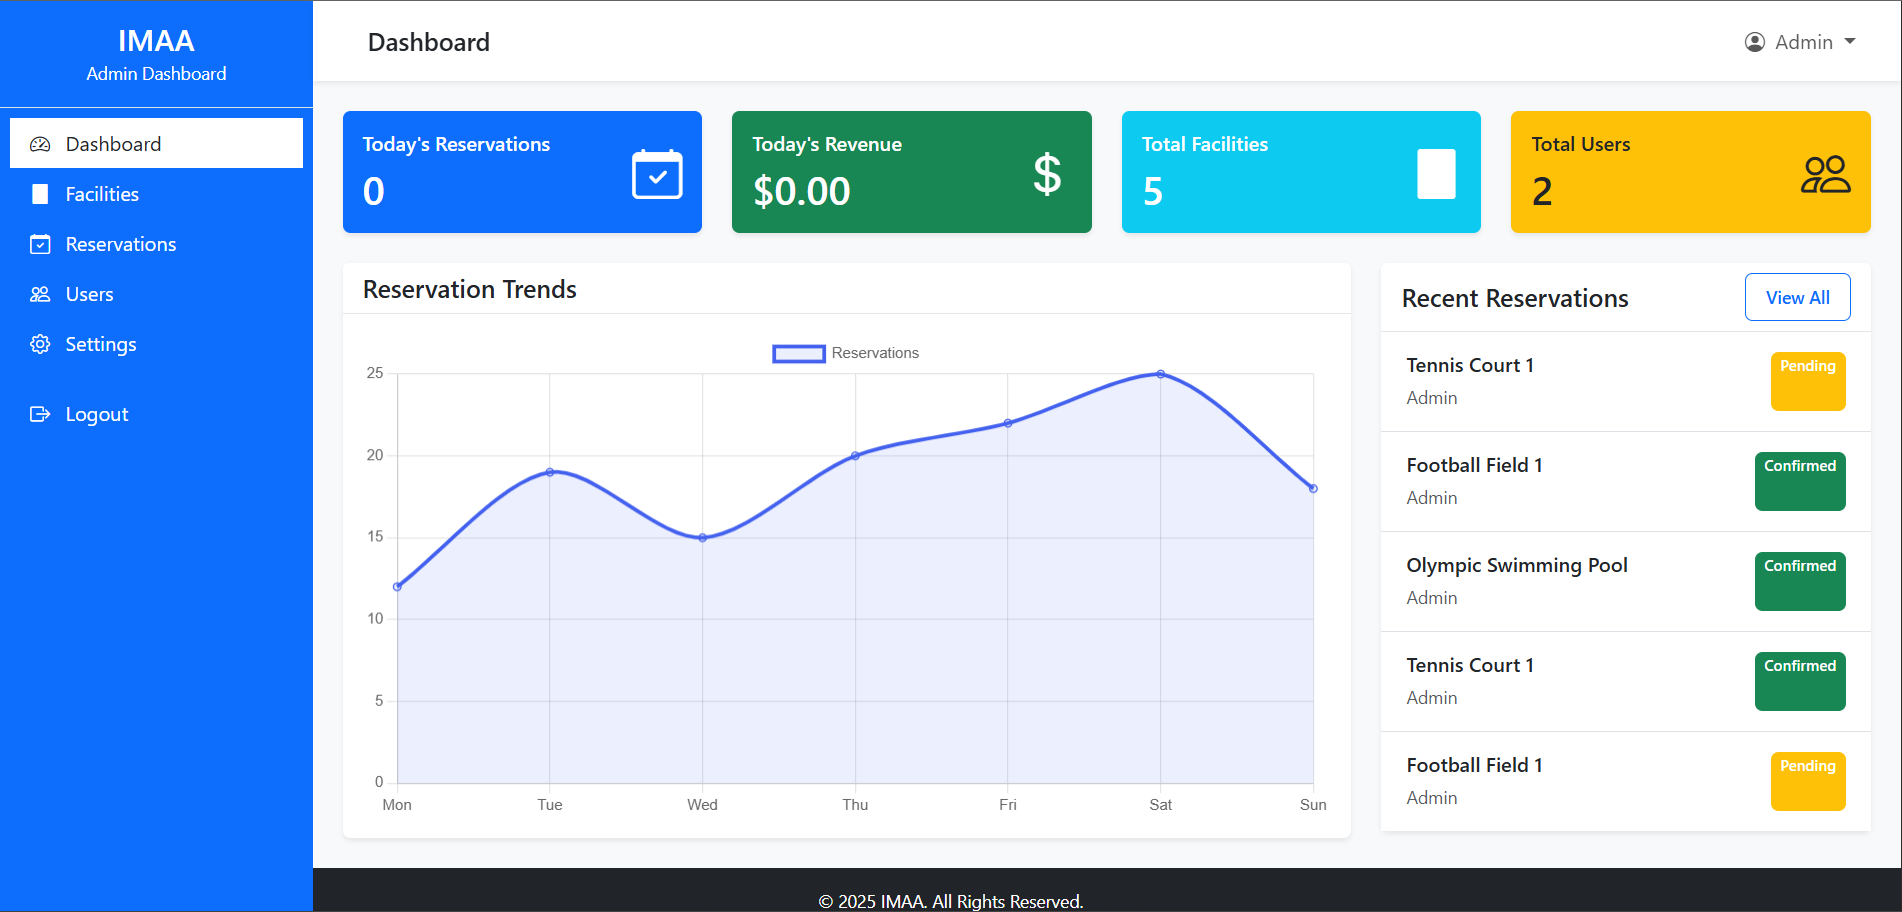 IMAA
Admin Dashboard
Dashboard
Facilities
Reservations
Users
Settings
Logout
Dashboard
Admin
Today's Reservations
0
Today's Revenue
$0.00
$
Total Facilities
5
Total Users
2
Reservation Trends
Reservations
25
20
15
10
5
0
Mon Tue Wed Thu Fri Sat Sun
Recent Reservations
View All
Tennis Court 1
Admin
Pending
Football Field 1
Admin
Confirmed
Olympic Swimming Pool
Admin
Confirmed
Tennis Court 1
Admin
Confirmed
Football Field 1
Admin
Pending
© 2025 IMAA. All Rights Reserved.